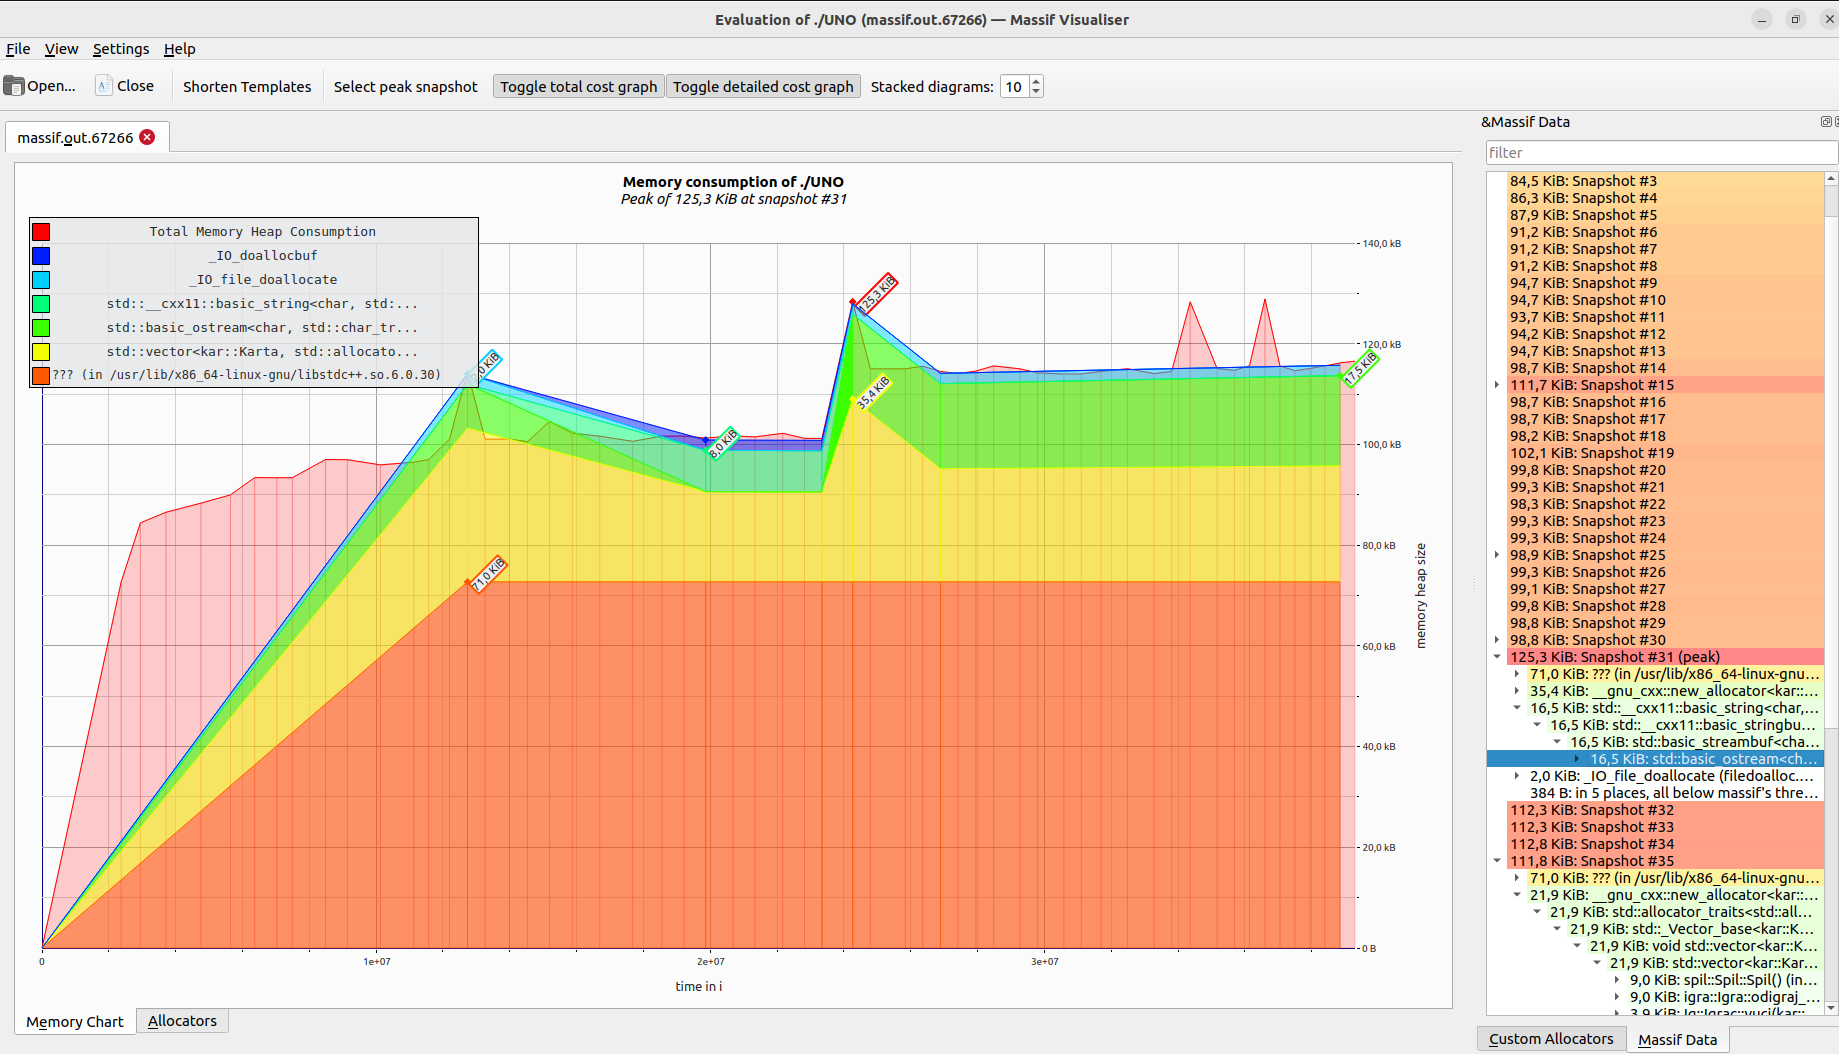 Evaluation of ./UNO (massif.out.67266) — Massif Visualiser
File View Settings Help
Open... Close Shorten Templates Select peak snapshot Toggle total cost graph Toggle detailed cost graph Stacked diagrams: 10
massif.out.67266
Memory consumption of ./UNO
Peak of 125,3 KiB at snapshot #31
Total Memory Heap Consumption
_IO_doallocbuf
_IO_file_doallocate
std::__cxx11::basic_string<char, std:...
std::basic_ostream<char, std::char_tr...
std::vector<kar::Karta, std::allocato...
??? (in /usr/lib/x86_64-linux-gnu/libstdc++.so.6.0.30)
140,0 kB
120,0 kB
100,0 kB
80,0 kB
60,0 kB
40,0 kB
20,0 kB
0 B
memory heap size
125,3 KiB
35,4 KiB
17,5 KiB
8,0 KiB
71,0 KiB
0 1e+07 2e+07 3e+07
time in i
Memory Chart Allocators
&Massif Data
filter
84,5 KiB: Snapshot #3
86,3 KiB: Snapshot #4
87,9 KiB: Snapshot #5
91,2 KiB: Snapshot #6
91,2 KiB: Snapshot #7
91,2 KiB: Snapshot #8
94,7 KiB: Snapshot #9
94,7 KiB: Snapshot #10
93,7 KiB: Snapshot #11
94,2 KiB: Snapshot #12
94,7 KiB: Snapshot #13
98,7 KiB: Snapshot #14
111,7 KiB: Snapshot #15
98,7 KiB: Snapshot #16
98,7 KiB: Snapshot #17
98,2 KiB: Snapshot #18
102,1 KiB: Snapshot #19
99,8 KiB: Snapshot #20
99,3 KiB: Snapshot #21
98,3 KiB: Snapshot #22
99,3 KiB: Snapshot #23
99,3 KiB: Snapshot #24
98,9 KiB: Snapshot #25
99,3 KiB: Snapshot #26
99,1 KiB: Snapshot #27
99,8 KiB: Snapshot #28
98,8 KiB: Snapshot #29
98,8 KiB: Snapshot #30
125,3 KiB: Snapshot #31 (peak)
71,0 KiB: ??? (in /usr/lib/x86_64-linux-gnu...
35,4 KiB: __gnu_cxx::new_allocator<kar::...
16,5 KiB: std::__cxx11::basic_string<char,...
16,5 KiB: std::__cxx11::basic_stringbu...
16,5 KiB: std::basic_streambuf<cha...
16,5 KiB: std::basic_ostream<ch...
2,0 KiB: _IO_file_doallocate (filedoalloc....
384 B: in 5 places, all below massif's thre...
112,3 KiB: Snapshot #32
112,3 KiB: Snapshot #33
112,8 KiB: Snapshot #34
111,8 KiB: Snapshot #35
71,0 KiB: ??? (in /usr/lib/x86_64-linux-gnu...
21,9 KiB: __gnu_cxx::new_allocator<kar::...
21,9 KiB: std::allocator_traits<std::all...
21,9 KiB: std::_Vector_base<kar::K...
21,9 KiB: void std::vector<kar::K...
21,9 KiB: std::vector<kar::Kar...
9,0 KiB: spil::Spil::Spil() (in...
9,0 KiB: igra::Igra::odigraj_...
3,9 KiB: Ig::Igrac::vuci(kar::...
Custom Allocators Massif Data